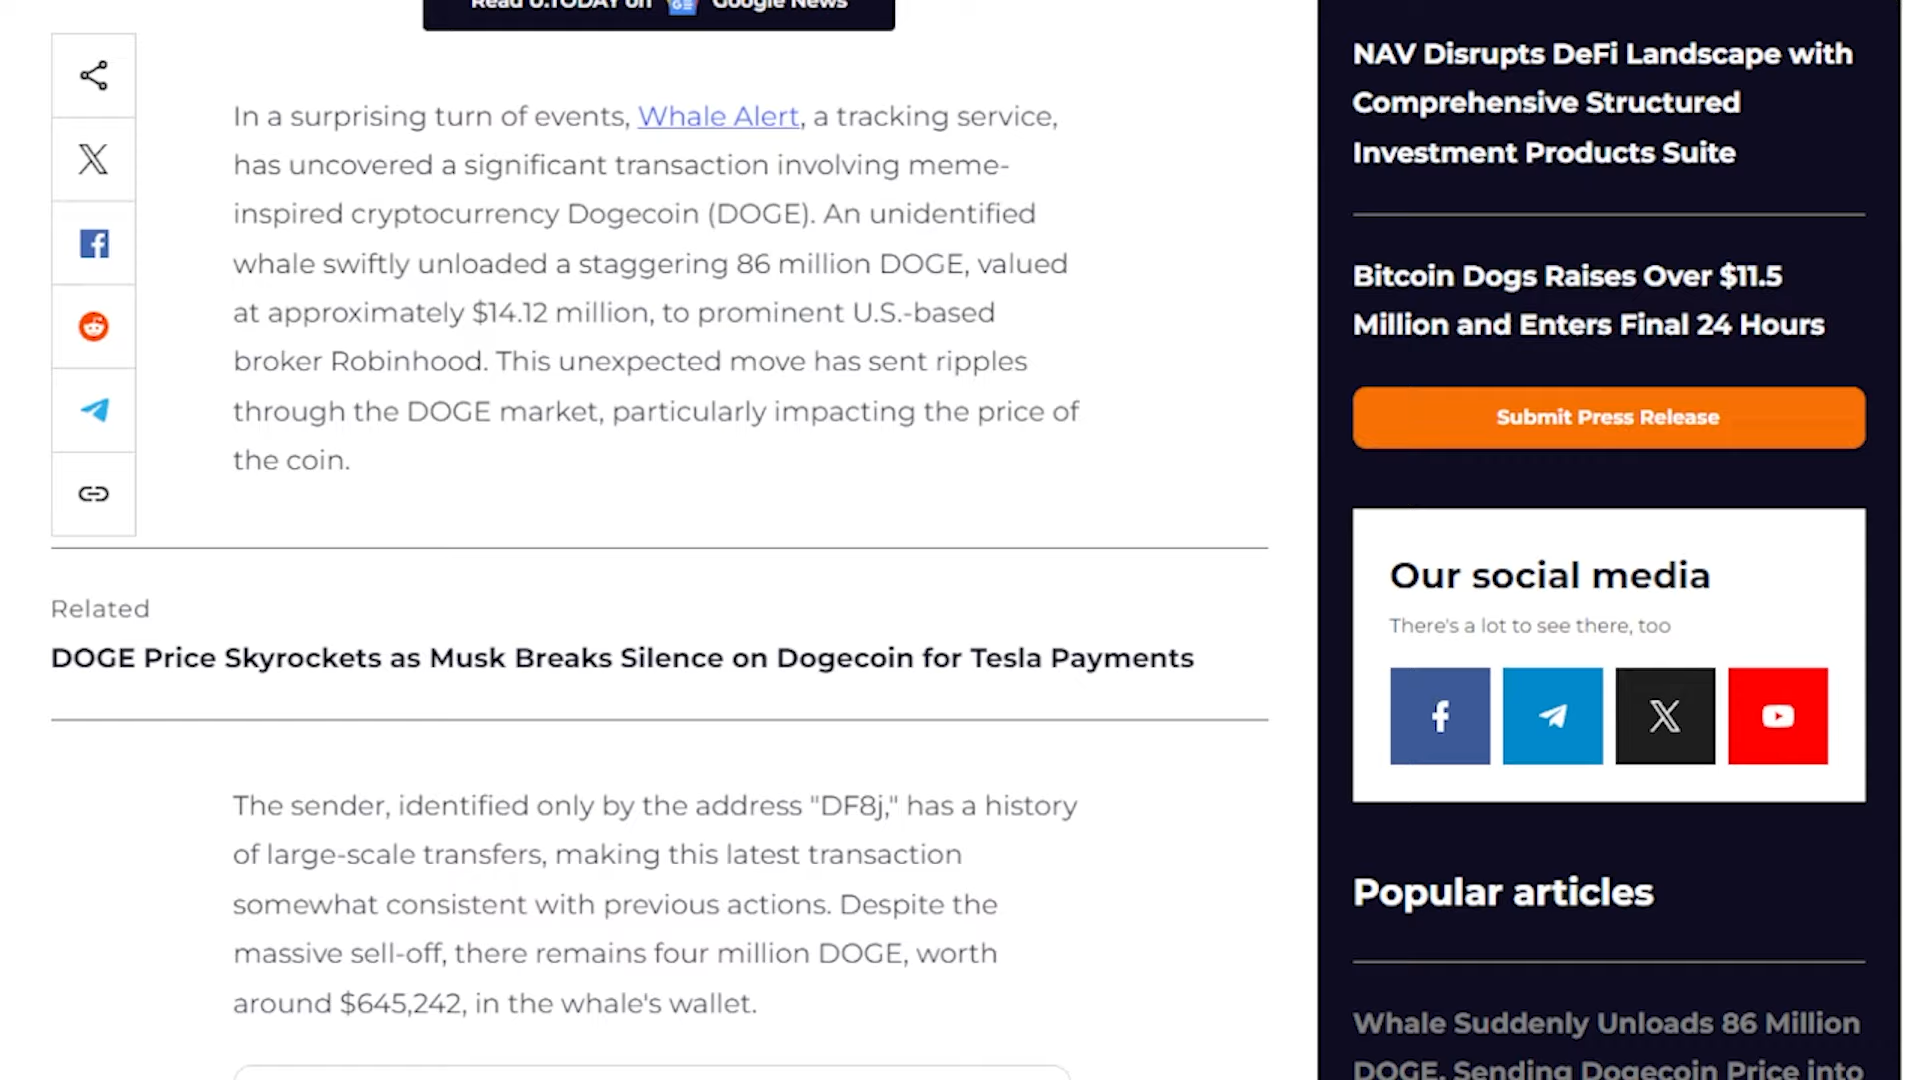 Read U.TODAY on Google News
In a surprising turn of events, Whale Alert, a tracking service,
has uncovered a significant transaction involving meme-
inspired cryptocurrency Dogecoin (DOGE). An unidentified
whale swiftly unloaded a staggering 86 million DOGE, valued
at approximately $14.12 million, to prominent U.S.-based
broker Robinhood. This unexpected move has sent ripples
through the DOGE market, particularly impacting the price of
the coin.
Related
DOGE Price Skyrockets as Musk Breaks Silence on Dogecoin for Tesla Payments
The sender, identified only by the address "DF8j," has a history
of large-scale transfers, making this latest transaction
somewhat consistent with previous actions. Despite the
massive sell-off, there remains four million DOGE, worth
around $645,242, in the whale's wallet.
NAV Disrupts DeFi Landscape with
Comprehensive Structured
Investment Products Suite
Bitcoin Dogs Raises Over $11.5
Million and Enters Final 24 Hours
Submit Press Release
Our social media
There's a lot to see there, too
Popular articles
Whale Suddenly Unloads 86 Million
DOGE, Sending Dogecoin Price into